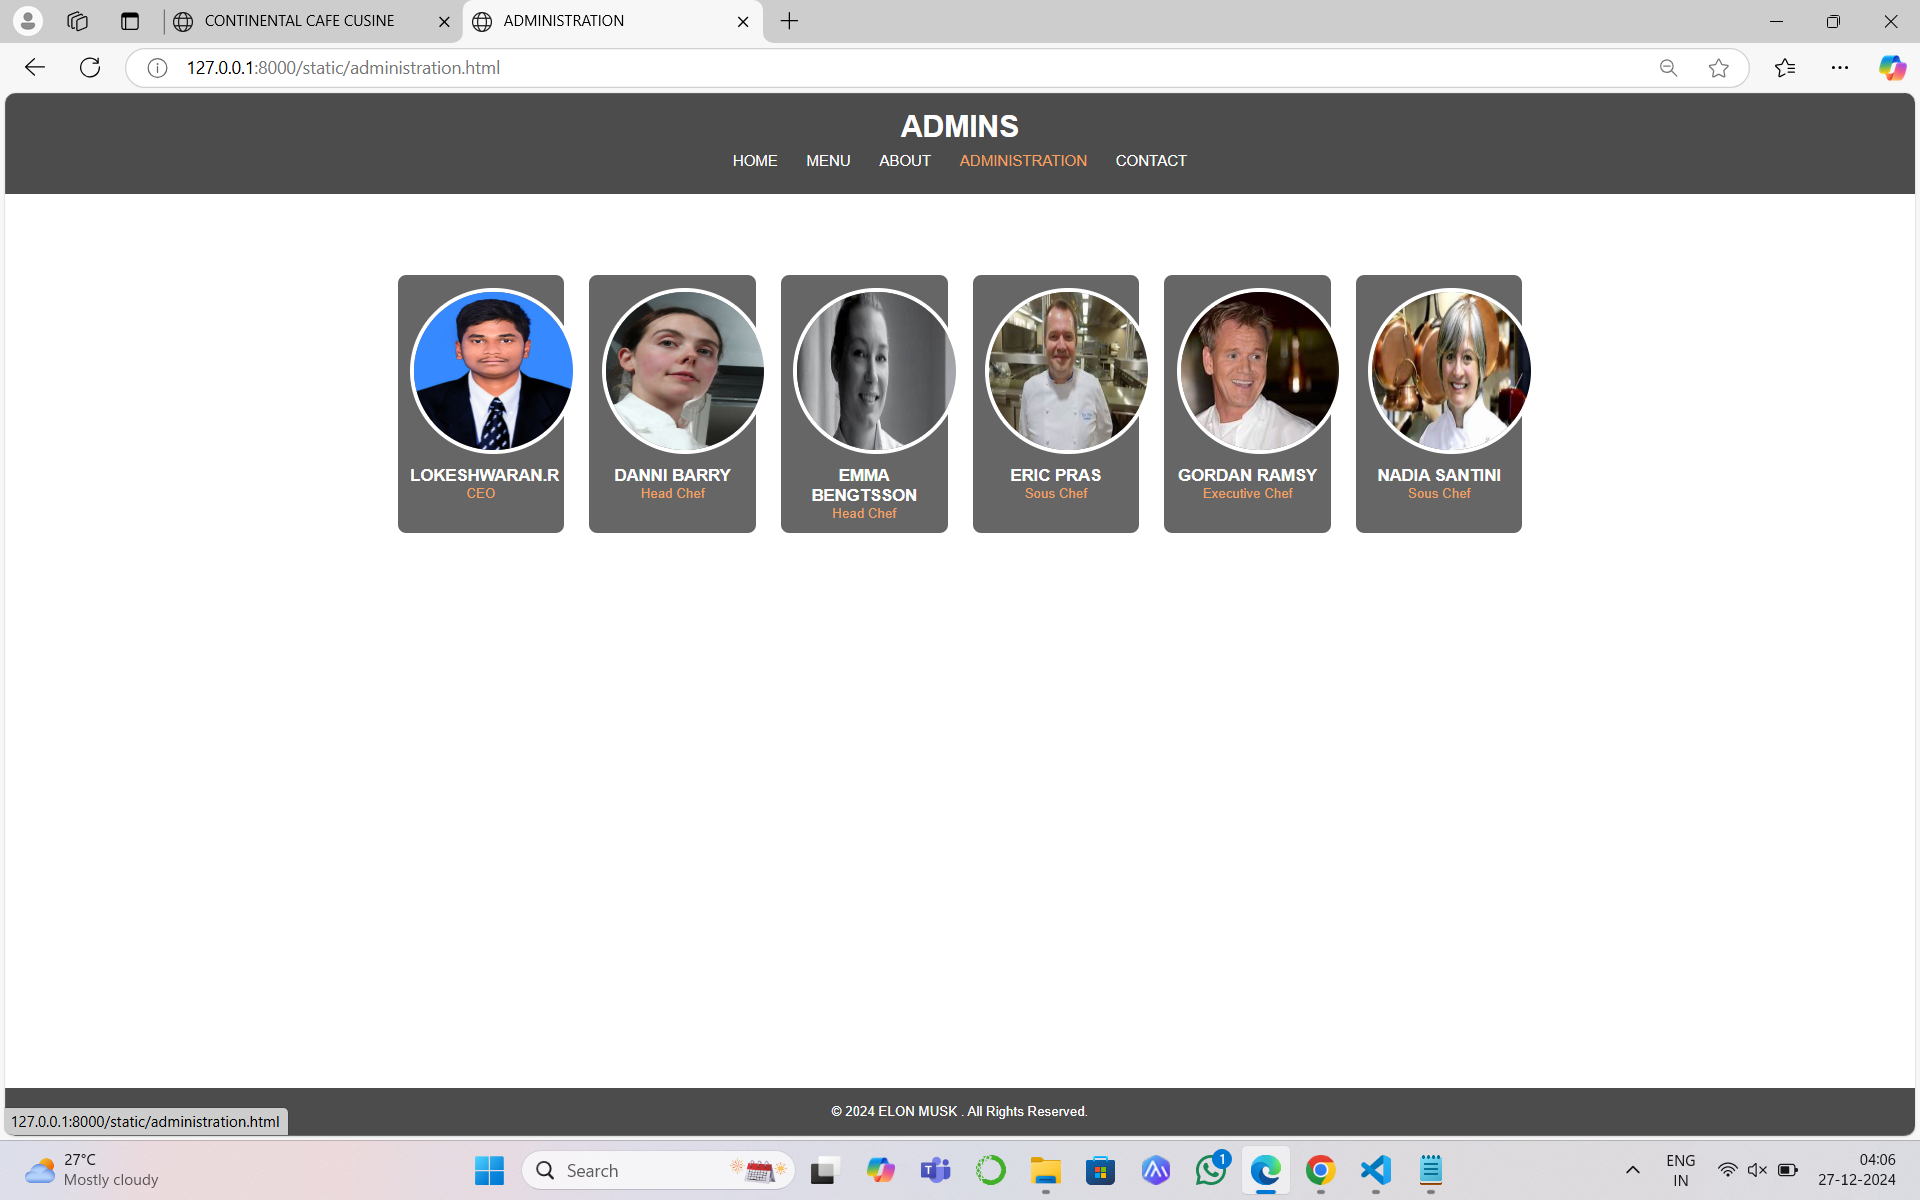 CONTINENTAL CAFE CUSINE
ADMINISTRATION
127.0.0.1:8000/static/administration.html
ADMINS
HOME MENU ABOUT ADMINISTRATION CONTACT
LOKESHWARAN.R
CEO
DANNI BARRY
Head Chef
EMMA
BENGTSSON
Head Chef
ERIC PRAS
Sous Chef
GORDAN RAMSY
Executive Chef
NADIA SANTINI
Sous Chef
© 2024 ELON MUSK . All Rights Reserved.
127.0.0.1:8000/static/administration.html
27°C
Mostly cloudy
Search
1
ENG
IN
04:06
27-12-2024